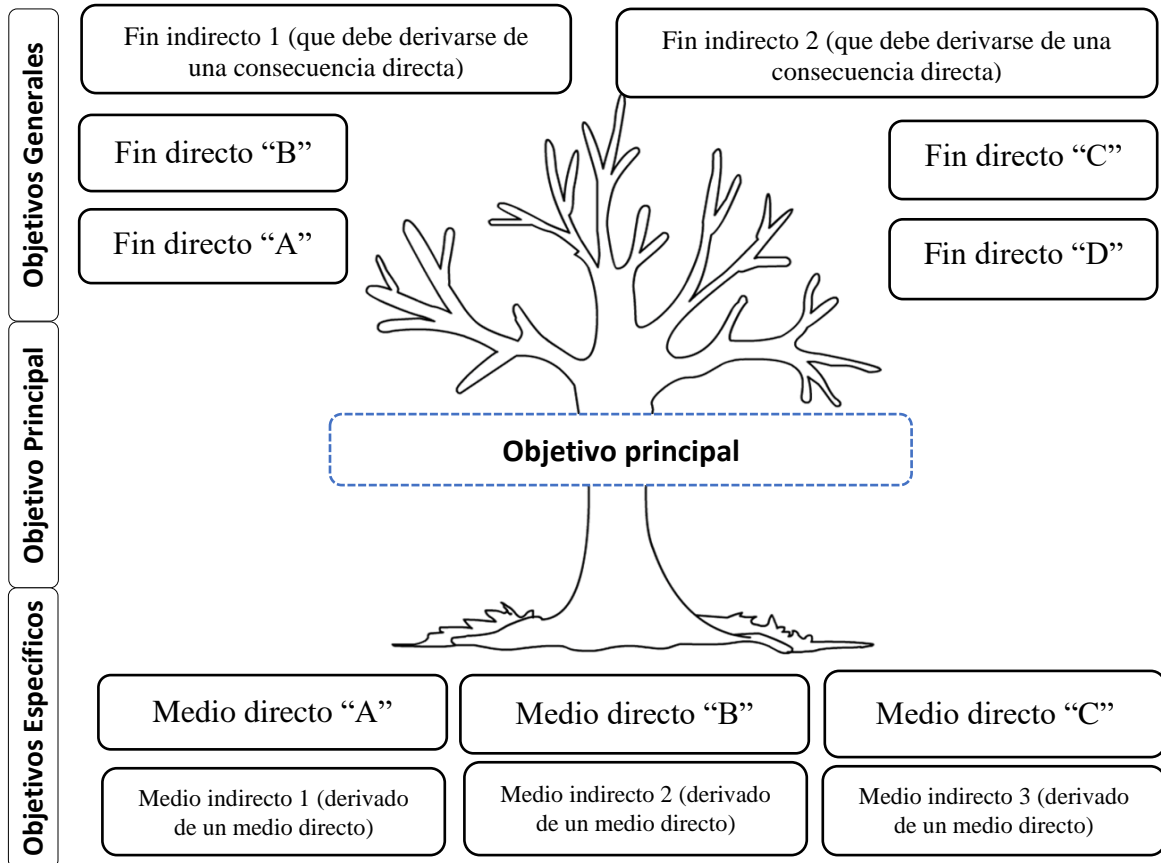 Objetivos Generales
Fin indirecto 1 (que debe derivarse de
una consecuencia directa)
Fin indirecto 2 (que debe derivarse de una
consecuencia directa)
Fin directo “B”
Fin directo “C”
Fin directo “A”
Fin directo “D”
Objetivo Principal
Objetivo principal
Objetivos Específicos
Medio directo “A”
Medio directo “B”
Medio directo “C”
Medio indirecto 1 (derivado
de un medio directo)
Medio indirecto 2 (derivado
de un medio directo)
Medio indirecto 3 (derivado
de un medio directo)